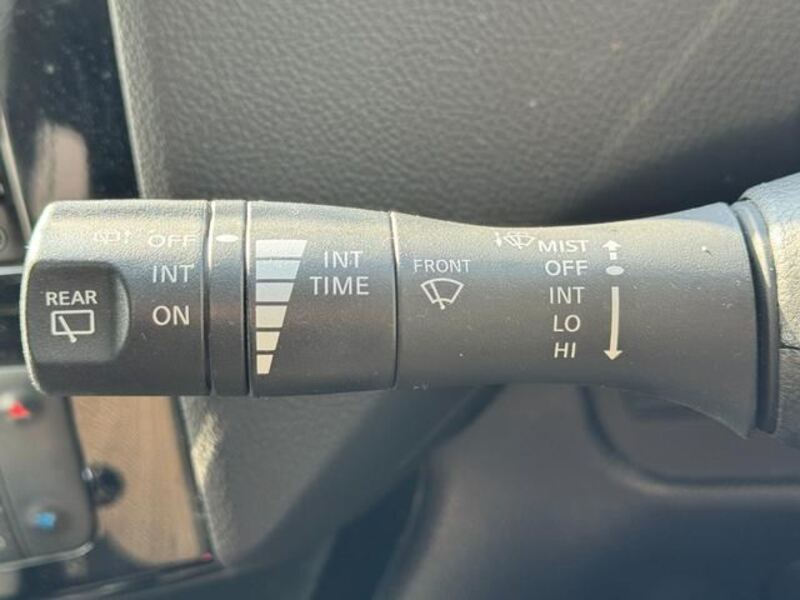 OFF
INT
ON
REAR
INT
TIME
FRONT
MIST
OFF
INT
LO
HI